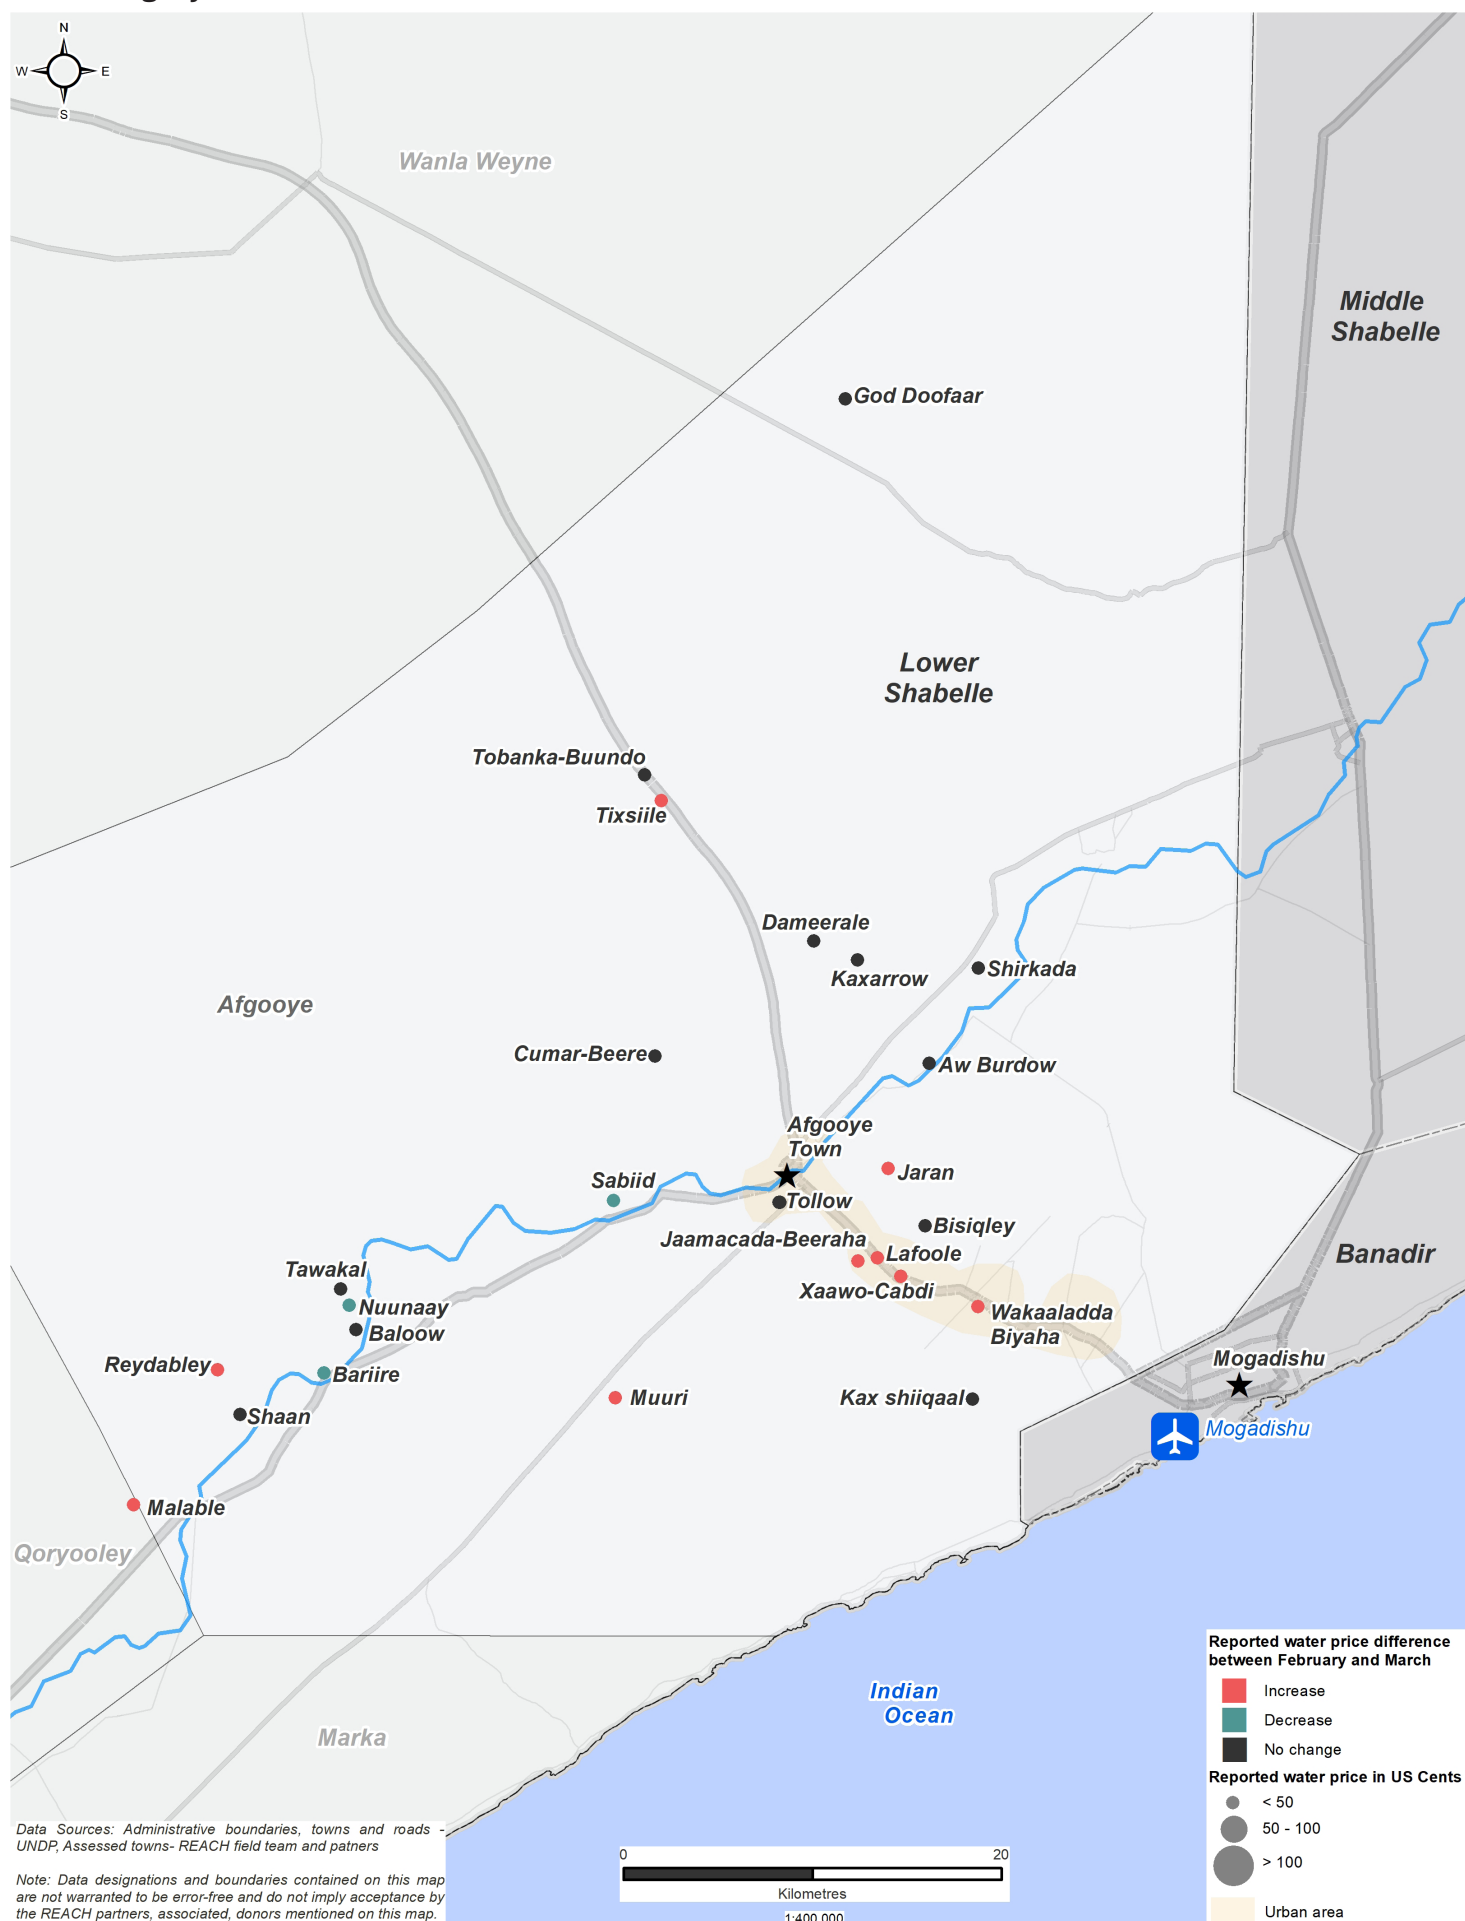 N
W
E
S
Wanla Weyne
Middle
Shabelle
God Doofaar
Lower
Shabelle
Tobanka-Buundo
Tixsiile
Dameerale
Kaxarrow
Shirkada
Afgooye
Cumar-Beere
Aw Burdow
Afgooye
Town
Jaran
Sabiid
Tollow
Bisiqley
Jaamacada-Beeraha
Lafoole
Banadir
Tawakal
Xaawo-Cabdi
Nuunaay
Wakaaladda
Biyaha
Baloow
Reydabley
Bariire
Mogadishu
Muuri
Kax shiiqaal
Shaan
Mogadishu
Malable
Qoryooley
Indian
Ocean
Marka
Reported water price difference
between February and March
Increase
Decrease
No change
Reported water price in US Cents
< 50
50 - 100
> 100
Urban area
Data Sources: Administrative boundaries, towns and roads -
UNDP, Assessed towns- REACH field team and patners
Note: Data designations and boundaries contained on this map
are not warranted to be error-free and do not imply acceptance by
the REACH partners, associated, donors mentioned on this map.
0
20
Kilometres
1:400,000